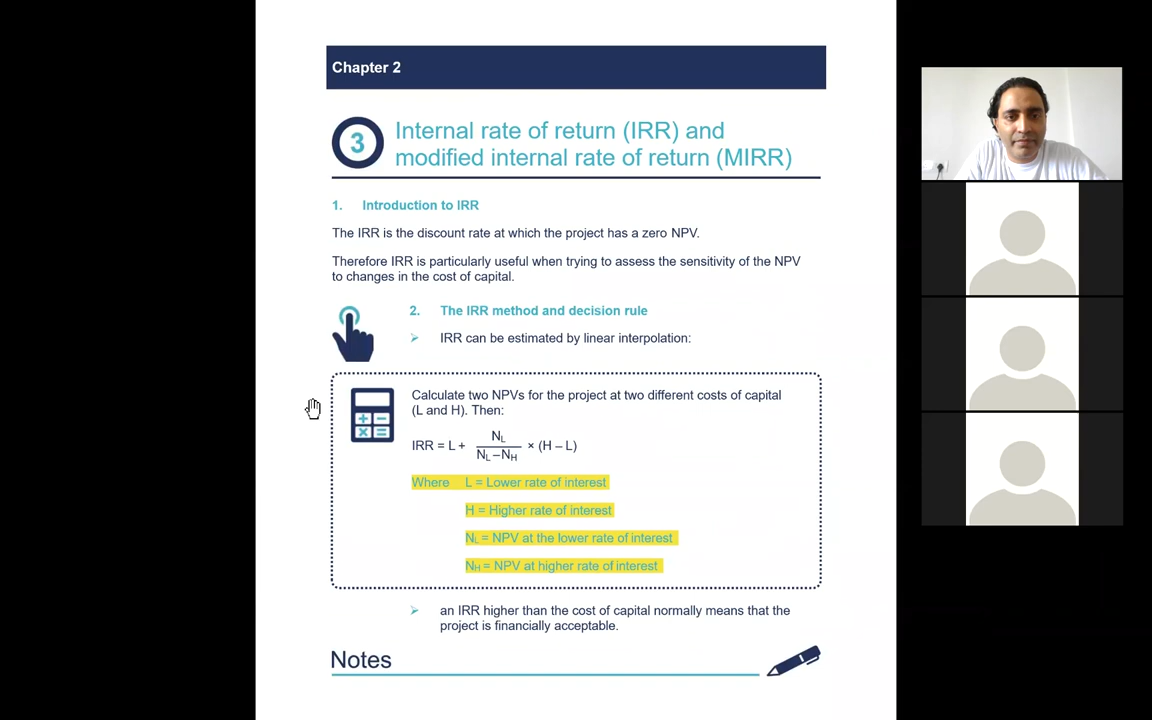 Chapter 2
3
Internal rate of return (IRR) and
modified internal rate of return (MIRR)
1. Introduction to IRR
The IRR is the discount rate at which the project has a zero NPV.
Therefore IRR is particularly useful when trying to assess the sensitivity of the NPV
to changes in the cost of capital.
2. The IRR method and decision rule
➢ IRR can be estimated by linear interpolation:
Calculate two NPVs for the project at two different costs of capital
(L and H). Then:
IRR = L + NL / (NL – NH) × (H – L)
Where L = Lower rate of interest
H = Higher rate of interest
NL = NPV at the lower rate of interest
NH = NPV at higher rate of interest
➢ an IRR higher than the cost of capital normally means that the
project is financially acceptable.
Notes